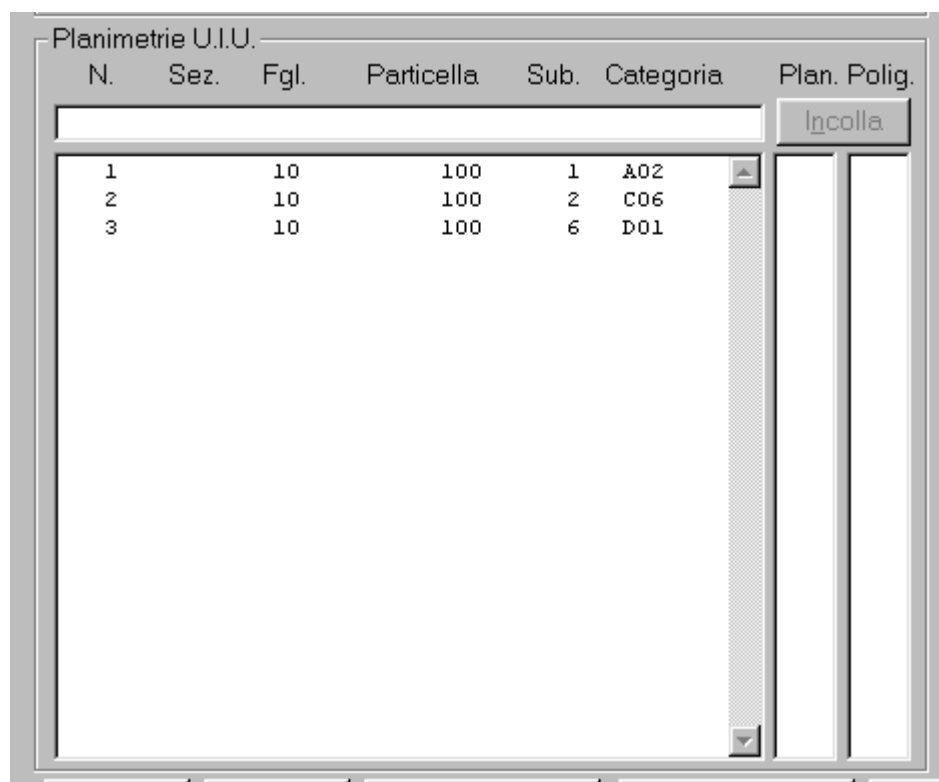 Planimetrie U.I.U.
N. Sez. Fgl. Particella Sub. Categoria Plan. Polig.
Incolla
1 10 100 1 A02
2 10 100 2 C06
3 10 100 6 D01